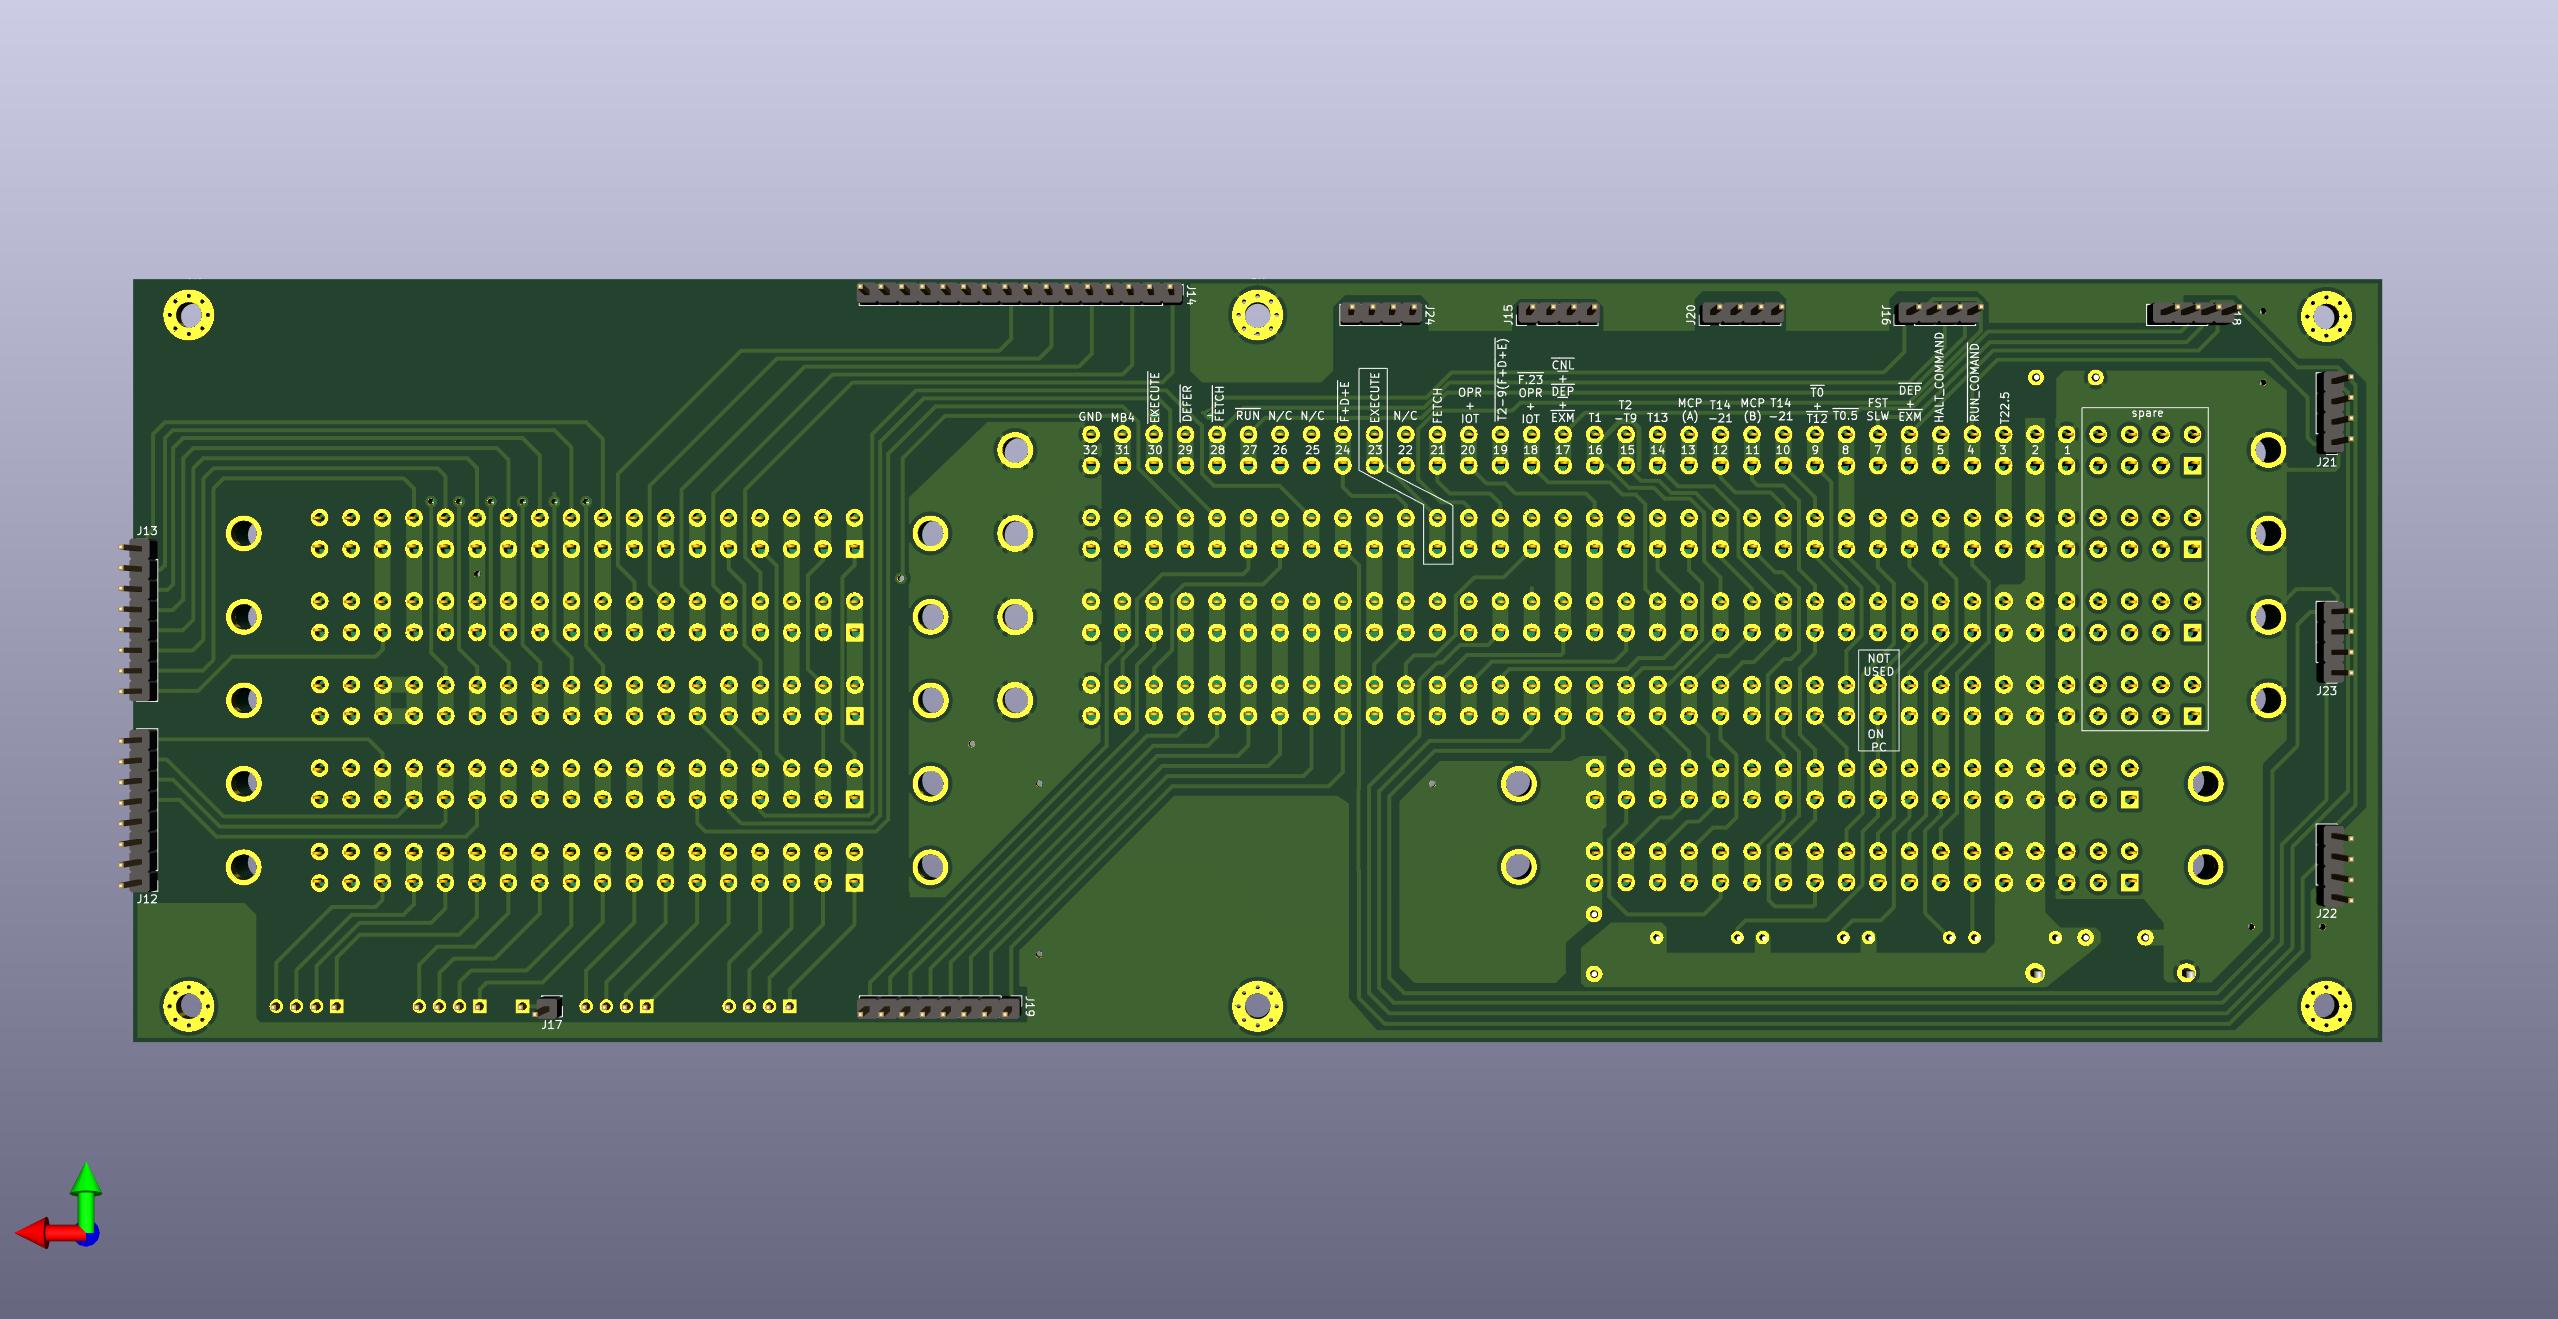 J14
J24
J15
J20
J16
GND
MB4
EXECUTE
DEFER
FETCH
RUN
N/C
N/C
F+D+E
EXECUTE
N/C
FETCH
OPR
+
IOT
T2-9(F+D+E)
F.23
OPR
+
IOT
CNL
+
DEP
+
EXM
T1
T2
-T9
T13
MCP
(A)
T14
-21
MCP
(B)
T14
-21
T0
+
T12
T0.5
FST
SLW
DEP
+
EXM
HALT_COMMAND
RUN_COMAND
T22.5
spare
32 31 30 29 28 27 26 25 24 23 22 21 20 19 18 17 16 15 14 13 12 11 10 9 8 7 6 5 4 3 2 1
J21
J13
NOT
USED
ON
PC
J23
J12
J22
J17
J19